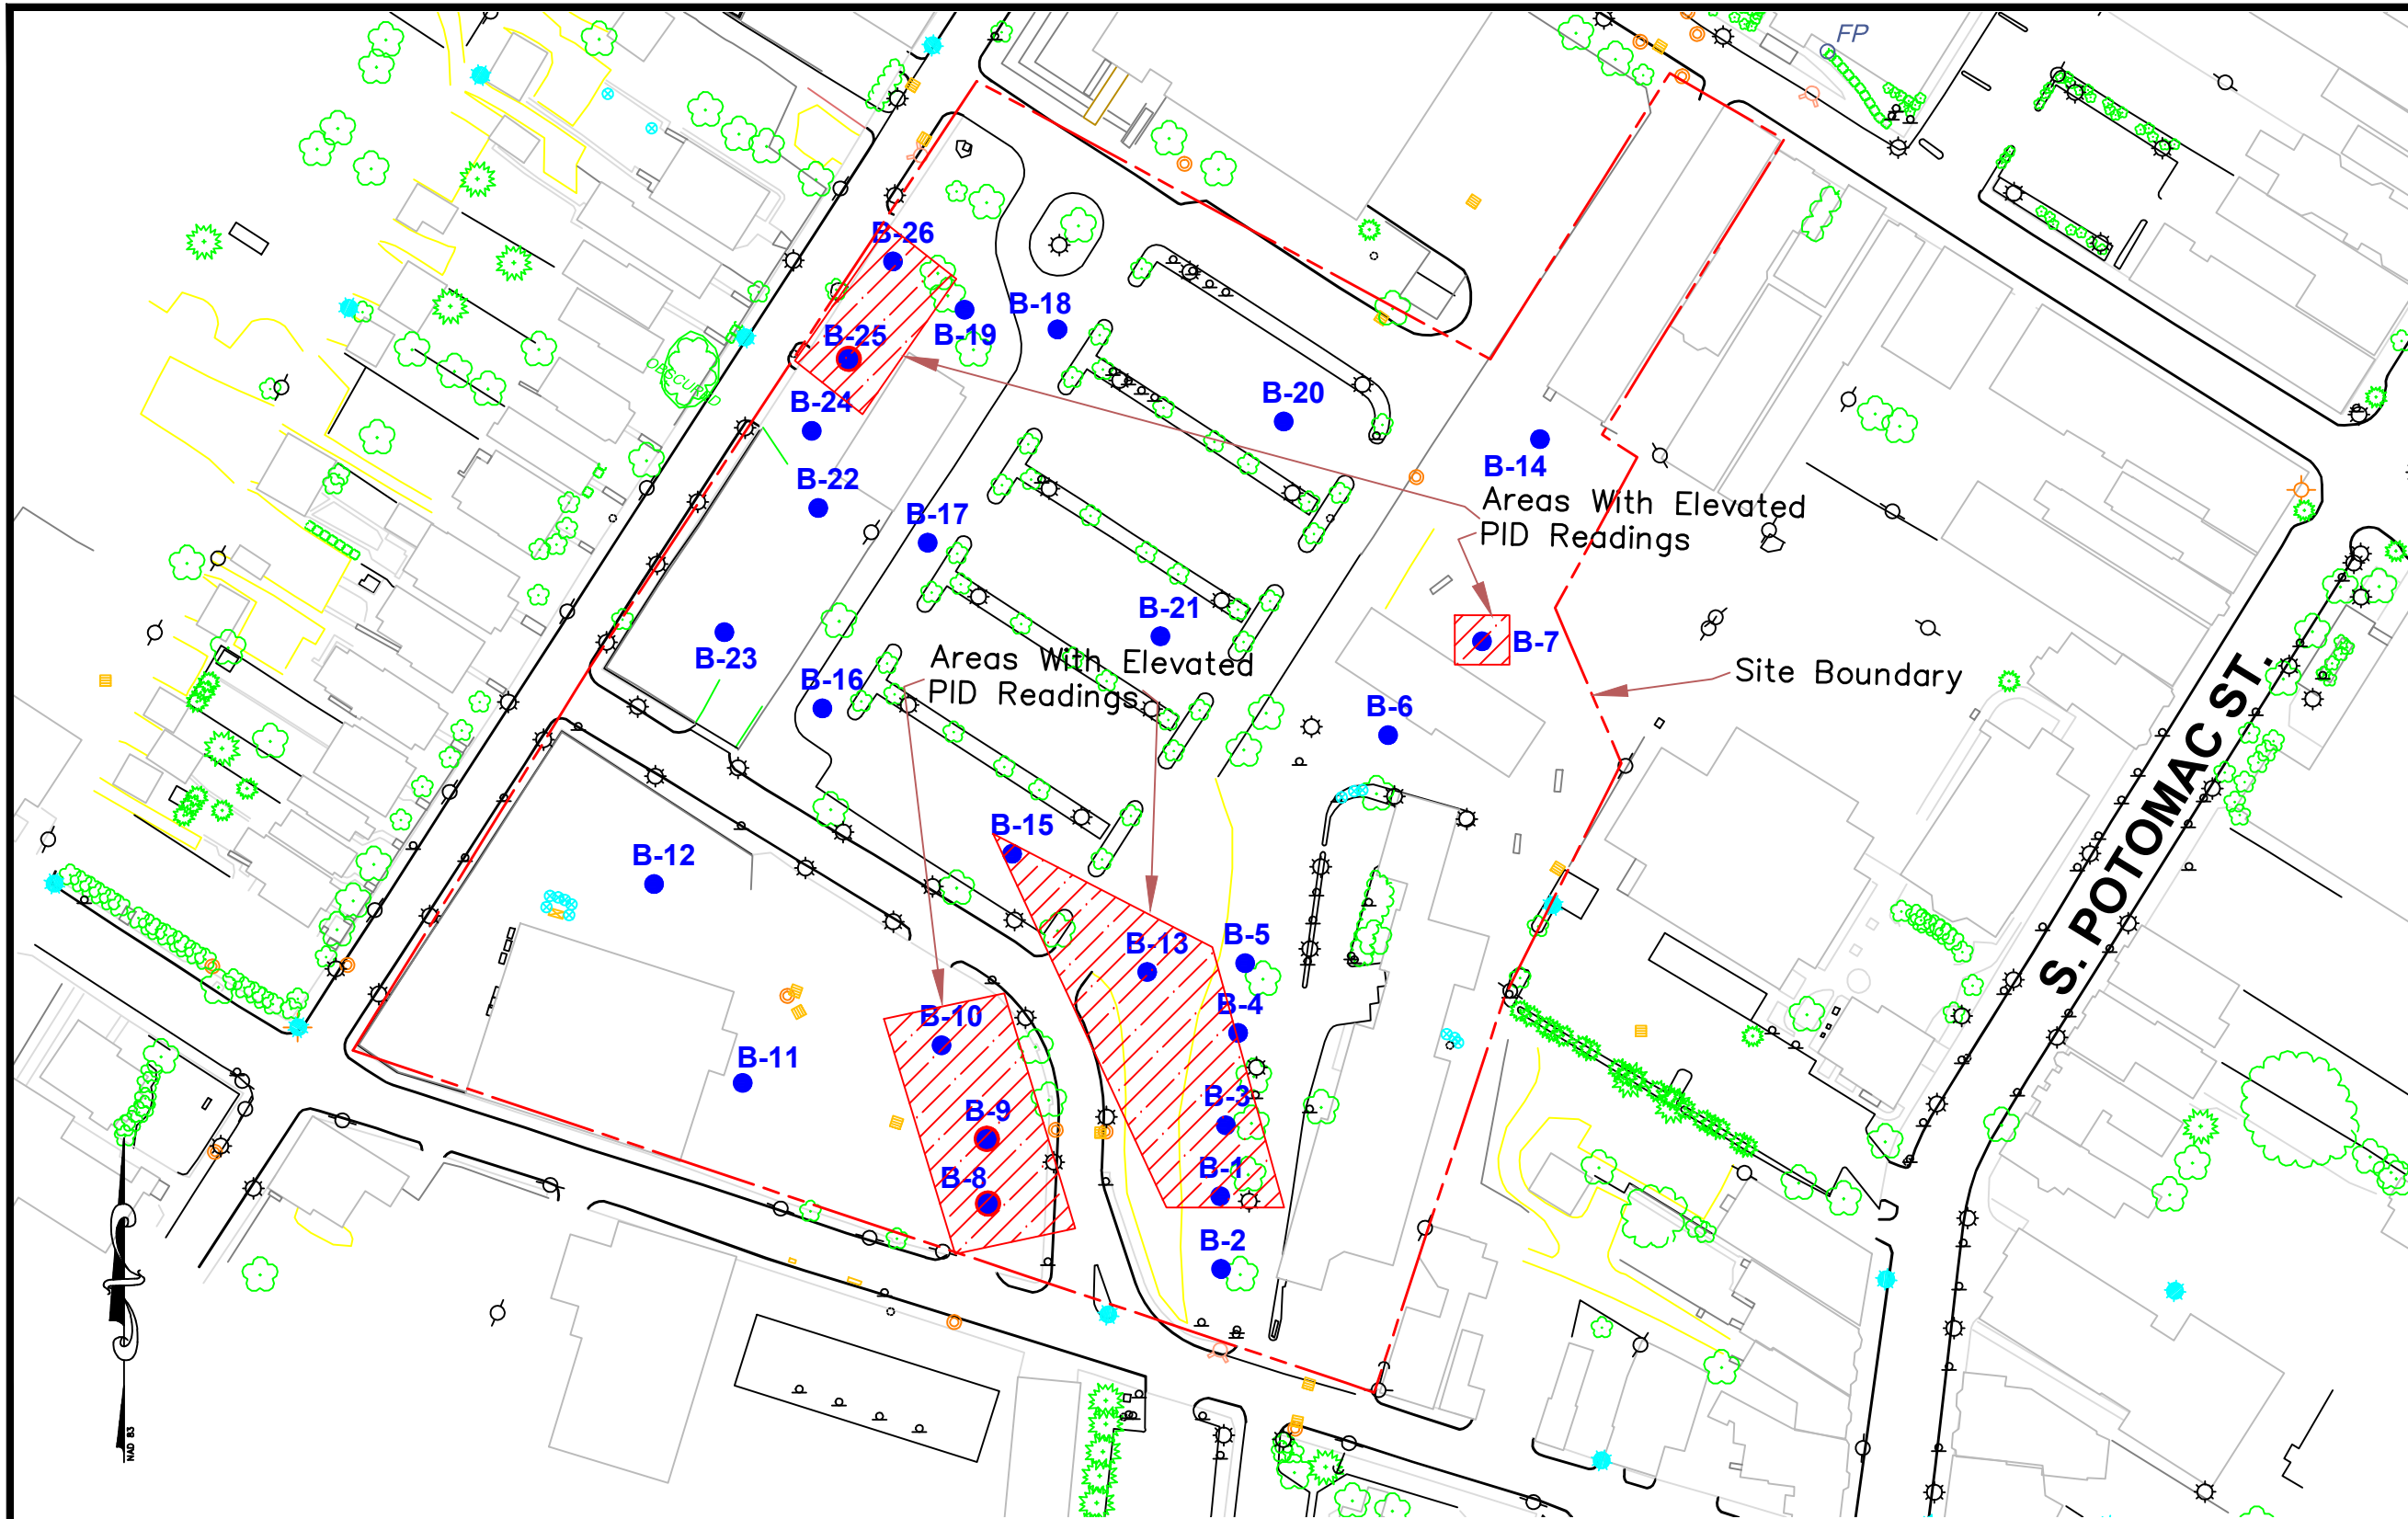 FP
B-26
B-18
B-19
B-25
OBSCURED
B-20
B-24
B-14
B-22
Areas With Elevated
PID Readings
B-17
B-21
B-7
B-23
Areas With Elevated
PID Readings
Site Boundary
B-16
B-6
S. POTOMAC ST.
B-15
B-12
B-5
B-13
B-4
B-10
B-11
B-3
B-9
B-1
B-8
B-2
NAD 83